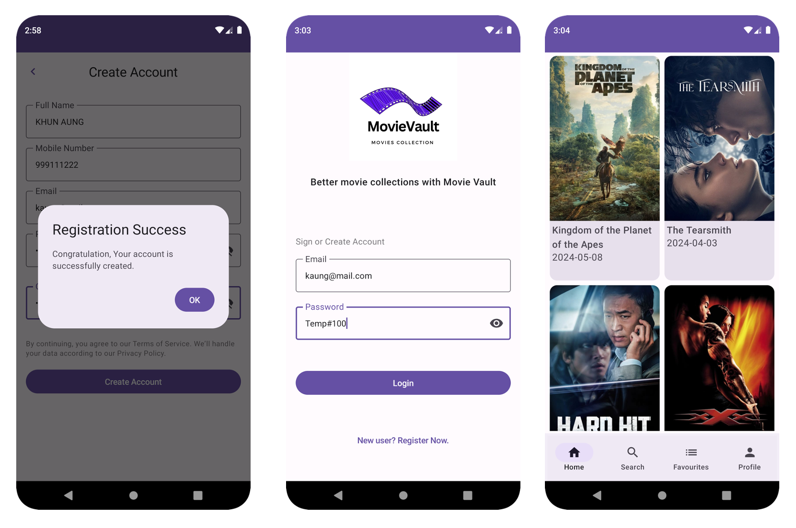 2:58
Create Account
Full Name
KHUN AUNG
Mobile Number
999111222
Email
Registration Success
Congratulation, Your account is
successfully created.
OK
By continuing, you agree to our Terms of Service. We'll handle
your data according to our Privacy Policy.
Create Account
3:03
MovieVault
MOVIES COLLECTION
Better movie collections with Movie Vault
Sign or Create Account
Email
kaung@mail.com
Password
Temp#100
Login
New user? Register Now.
3:04
KINGDOM OF THE
PLANET
OF THE
APES
THE TEARSMITH
Kingdom of the Planet
of the Apes
2024-05-08
The Tearsmith
2024-04-03
HARD HIT
xXx
Home
Search
Favourites
Profile